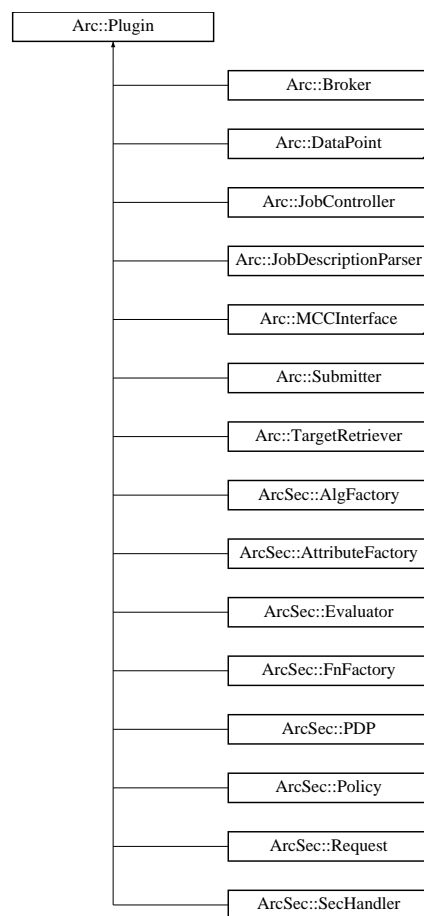 Arc::Plugin
Arc::Broker
Arc::DataPoint
Arc::JobController
Arc::JobDescriptionParser
Arc::MCCInterface
Arc::Submitter
Arc::TargetRetriever
ArcSec::AlgFactory
ArcSec::AttributeFactory
ArcSec::Evaluator
ArcSec::FnFactory
ArcSec::PDP
ArcSec::Policy
ArcSec::Request
ArcSec::SecHandler